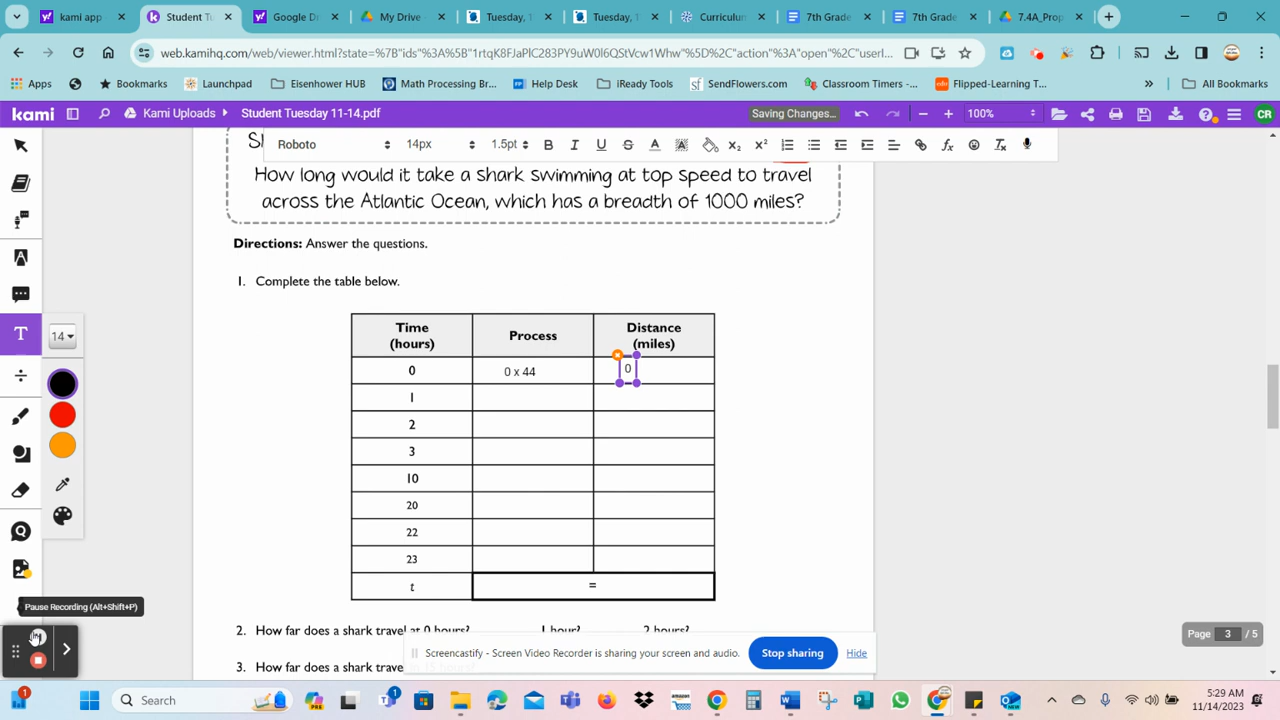 kami app
Student Tu
Google Di
My Drive -
Tuesday, 1
Tuesday, 1
Curriculum
7th Grade
7th Grade
7.4A_Prop
web.kamihq.com/web/viewer.html?state=%7B"ids"%3A%5B"1rtqK8FJaPlC283PY9uW0l6QStVcw1Whw"%5D%2C"action"%3A"open"%2C"userI...
Apps
Bookmarks
Launchpad
Eisenhower HUB
Math Processing Br...
Help Desk
iReady Tools
SendFlowers.com
Classroom Timers -...
Flipped-Learning T...
All Bookmarks
kami
Kami Uploads
Student Tuesday 11-14.pdf
Saving Changes...
100%
CR
Roboto
14px
1.5pt
How long would it take a shark swimming at top speed to travel
across the Atlantic Ocean, which has a breadth of 1000 miles?
Directions: Answer the questions.
1. Complete the table below.
Time (hours) Process Distance (miles)
0 0 x 44 0
1
2
3
10
20
22
23
t =
14
Pause Recording (Alt+Shift+P)
2. How far does a shark travel at 0 hours? 1 hour? 2 hours?
3. How far does a shark travel
Screencastify - Screen Video Recorder is sharing your screen and audio.
Stop sharing
Hide
Page 3 / 5
Search
5:29 AM
11/14/2023